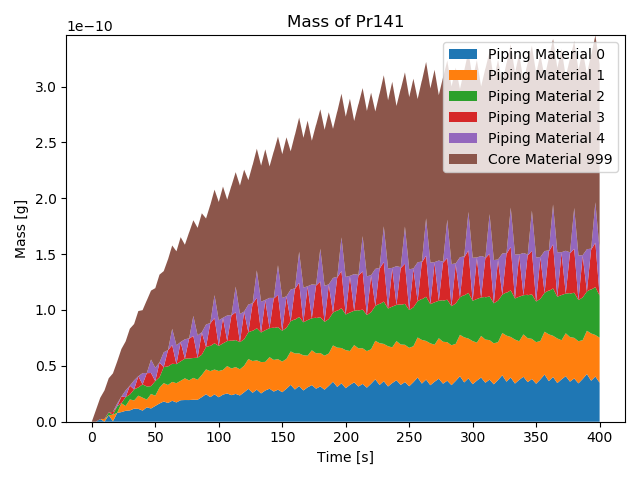 Mass of Pr141
1e−10
Piping Material 0
Piping Material 1
Piping Material 2
Piping Material 3
Piping Material 4
Core Material 999
Mass [g]
3.0
2.5
2.0
1.5
1.0
0.5
0.0
0 50 100 150 200 250 300 350 400
Time [s]